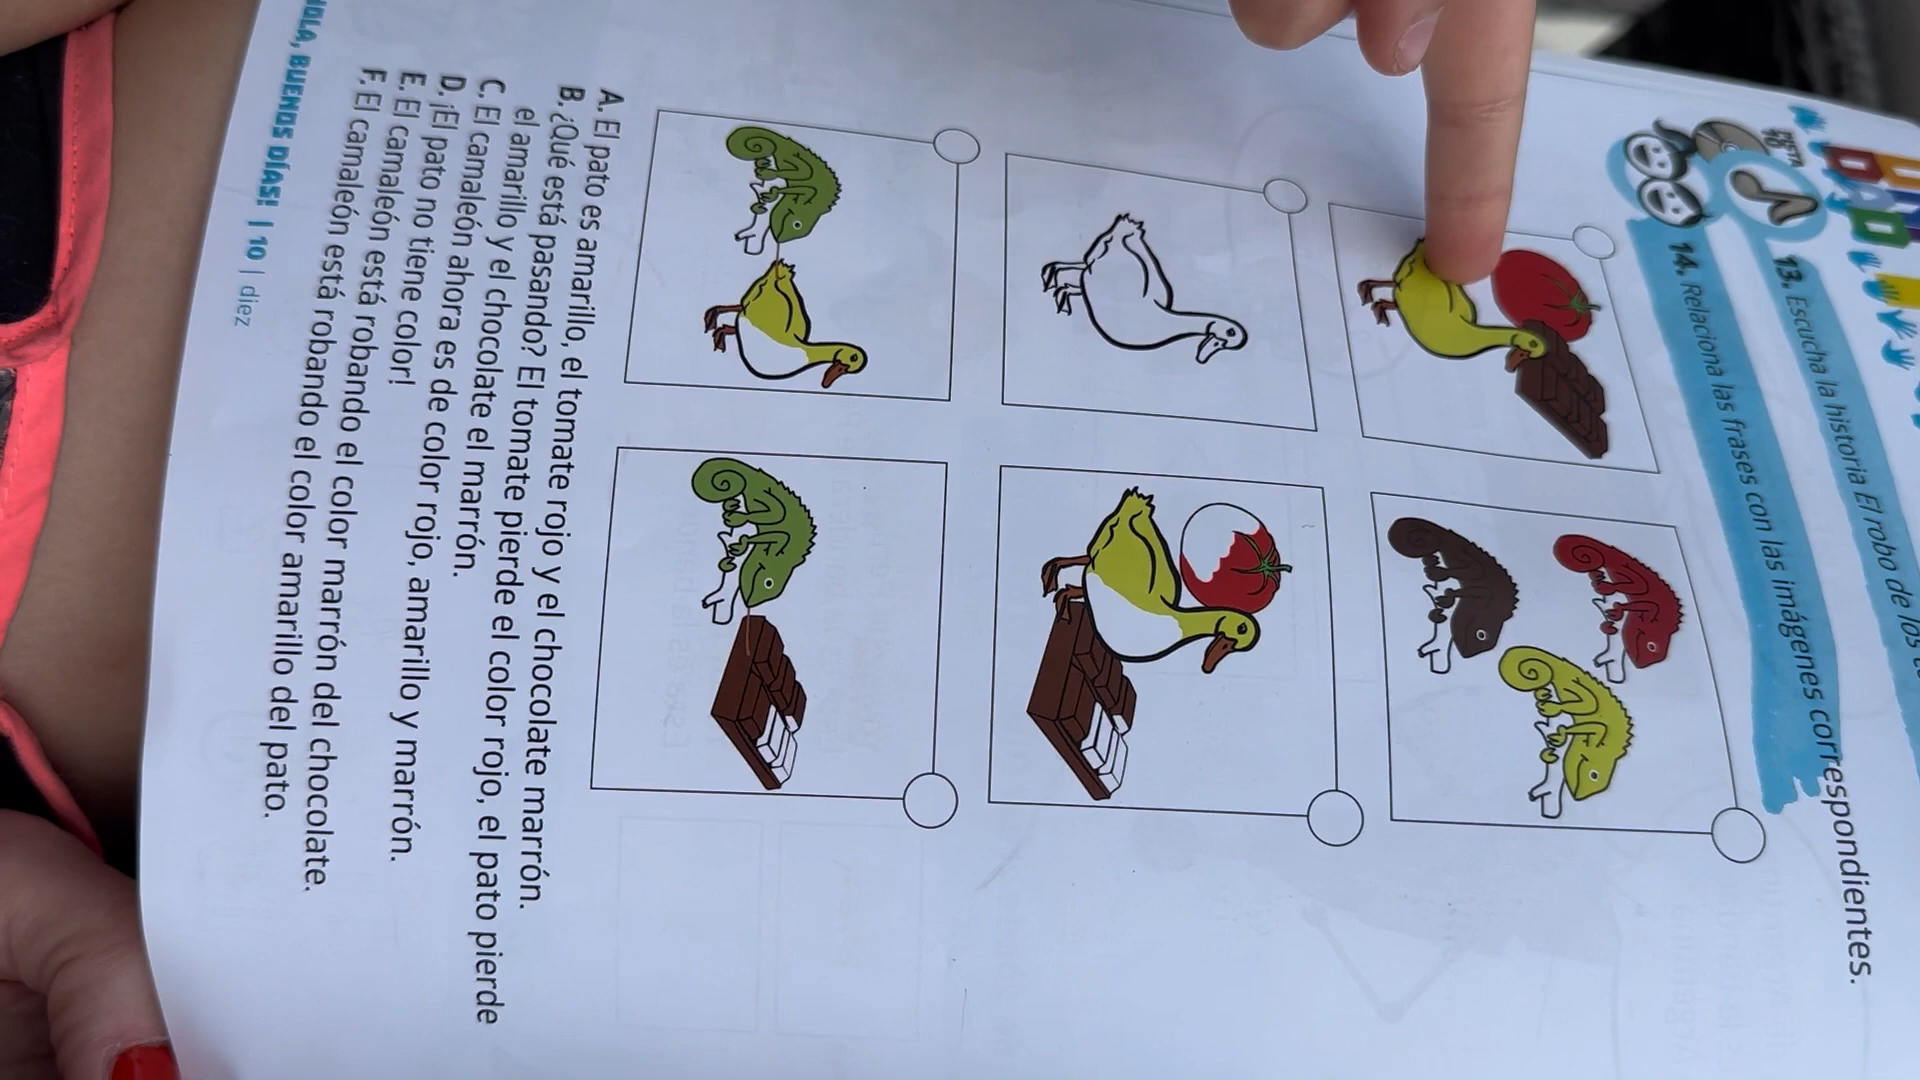 PISTA
13. Escucha la historia El robo de los
14. Relaciona las frases con las imágenes correspondientes.
A. El pato es amarillo, el tomate rojo y el chocolate marrón.
B. ¿Qué está pasando? El tomate pierde el color rojo, el pato pierde
el amarillo y el chocolate el marrón.
C. El camaleón ahora es de color rojo, amarillo y marrón.
D. ¡El pato no tiene color!
E. El camaleón está robando el color marrón del chocolate.
F. El camaleón está robando el color amarillo del pato.
BUENOS DÍAS! | 10 | diez